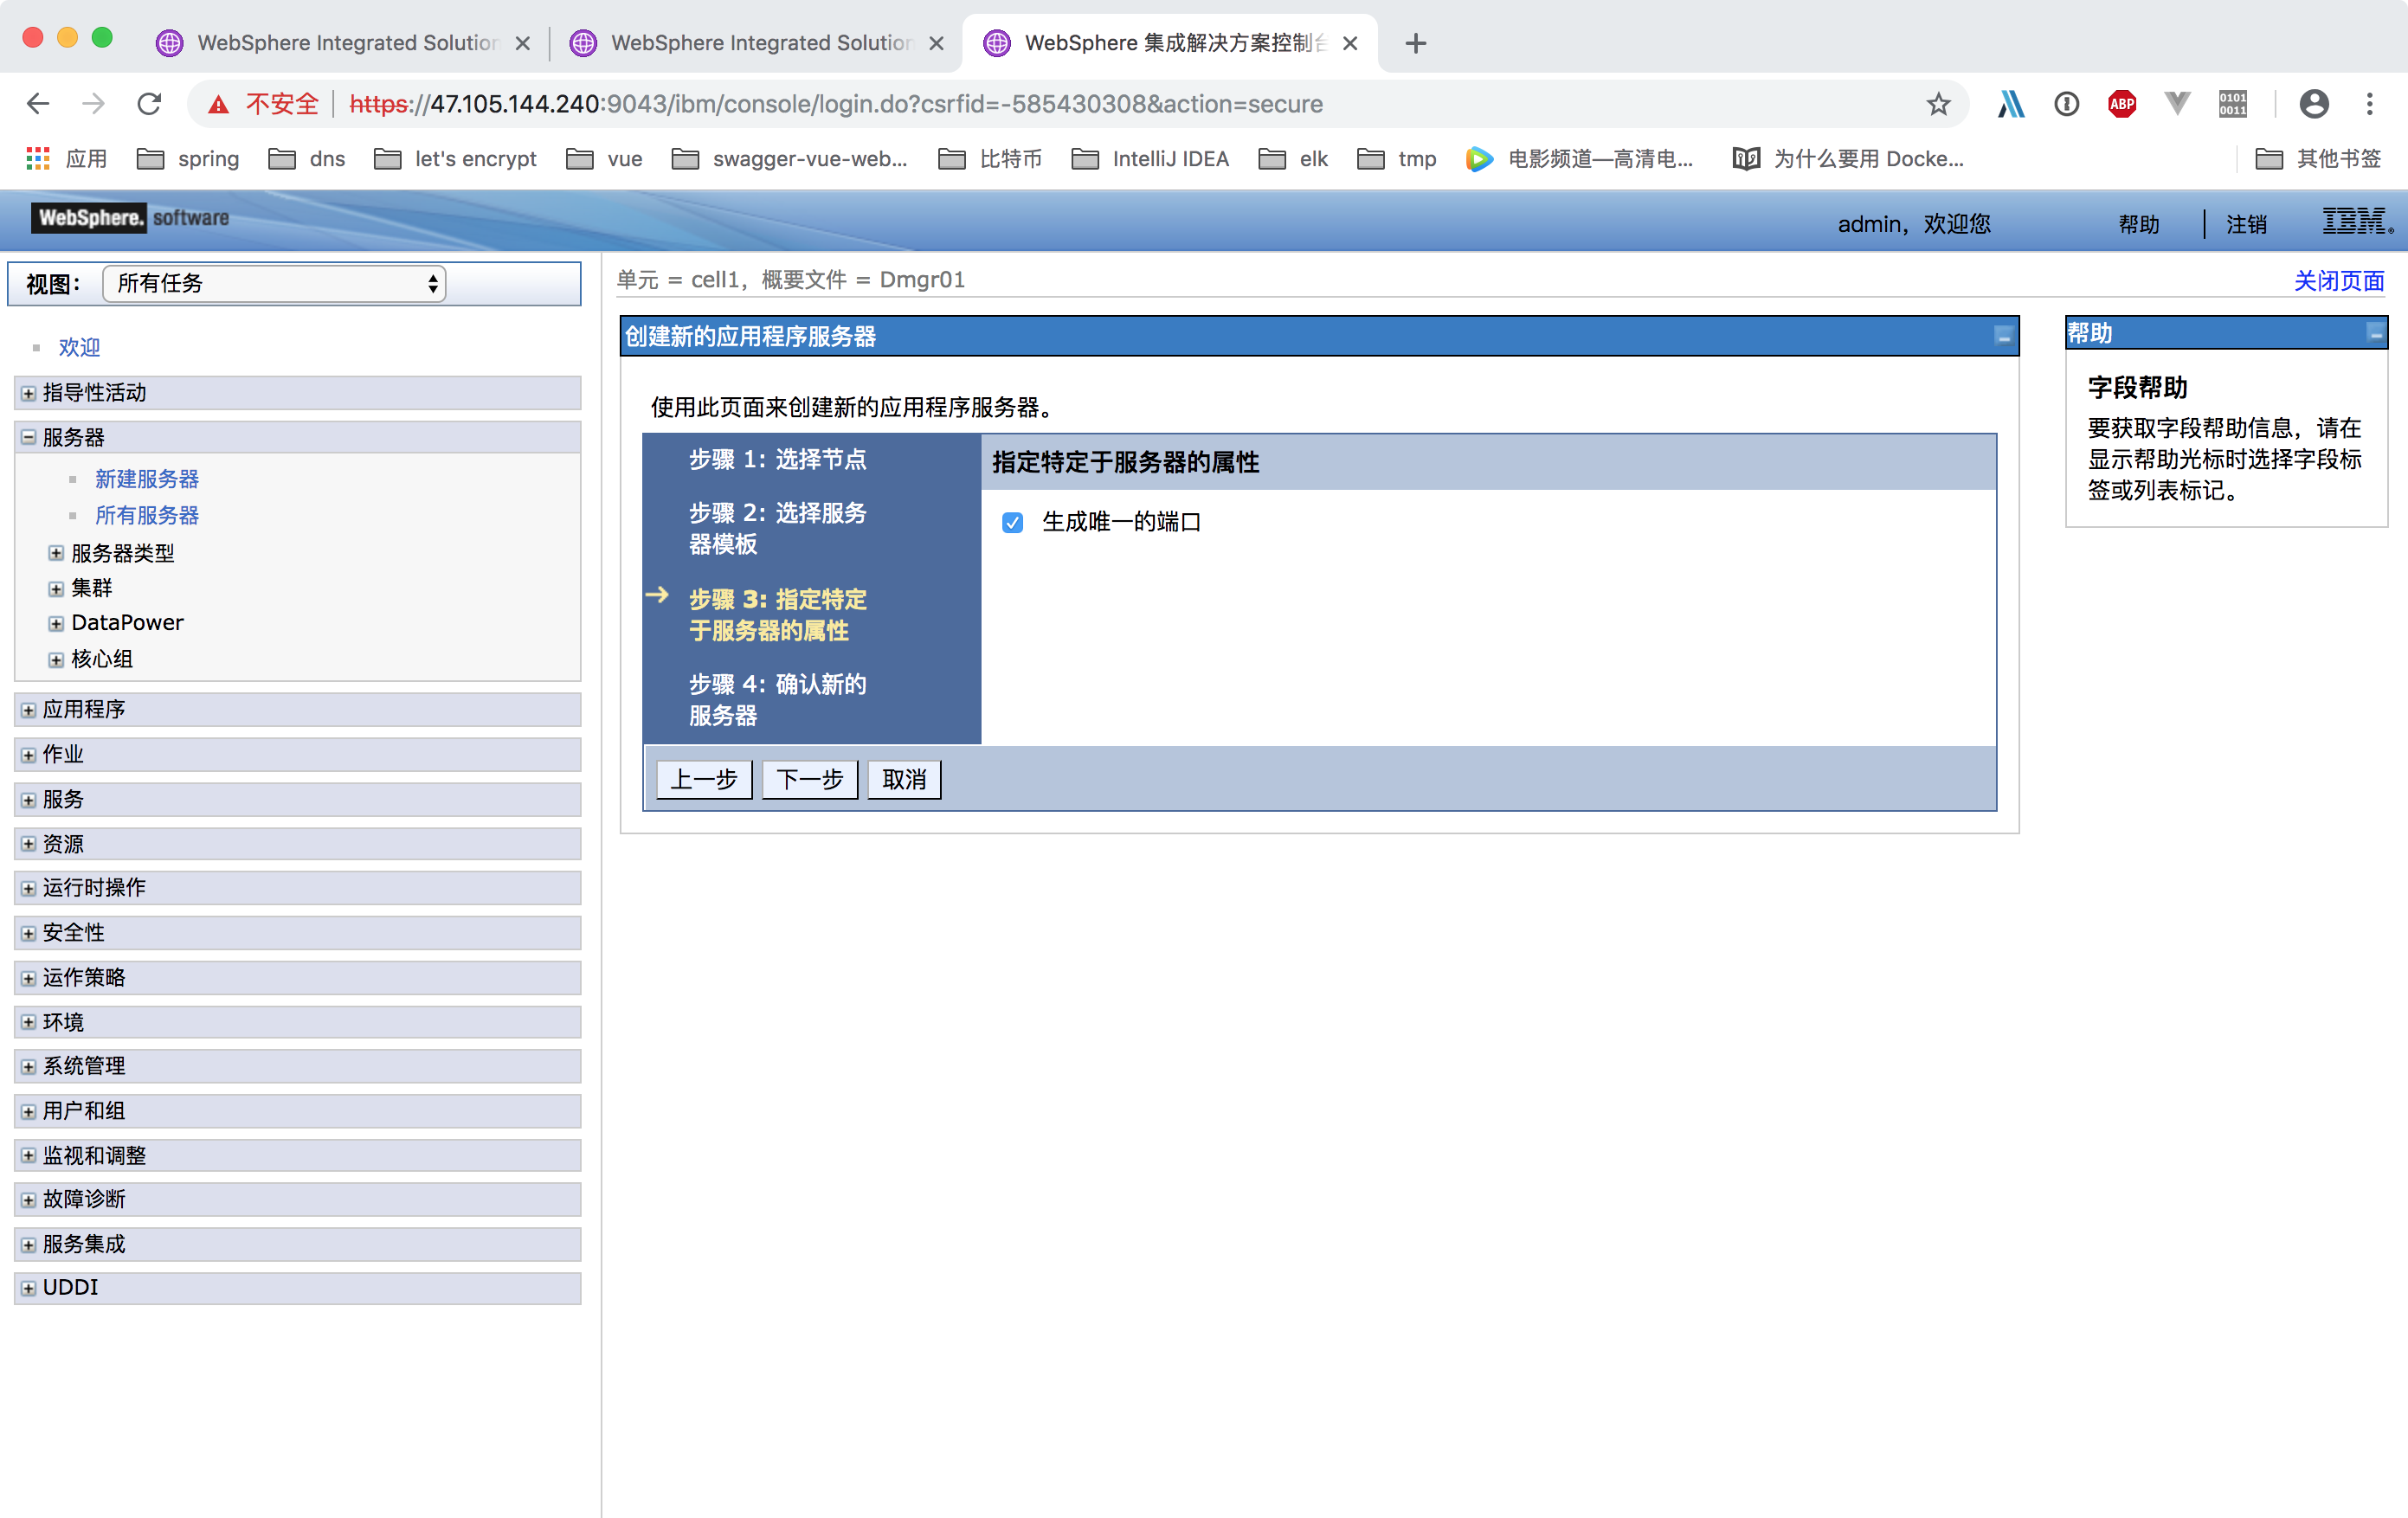 WebSphere Integrated Solution
WebSphere Integrated Solution
WebSphere 集成解决方案控制台
不安全
https://47.105.144.240:9043/ibm/console/login.do?csrfid=-585430308&action=secure
ABP
0101
0011
应用
spring
dns
let's encrypt
vue
swagger-vue-web...
比特币
IntelliJ IDEA
elk
tmp
电影频道—高清电...
为什么要用 Docke...
其他书签
WebSphere. software
admin，欢迎您
帮助
注销
IBM®
视图：
所有任务
欢迎
指导性活动
服务器
新建服务器
所有服务器
服务器类型
集群
DataPower
核心组
应用程序
作业
服务
资源
运行时操作
安全性
运作策略
环境
系统管理
用户和组
监视和调整
故障诊断
服务集成
UDDI
单元 = cell1，概要文件 = Dmgr01
关闭页面
创建新的应用程序服务器
使用此页面来创建新的应用程序服务器。
步骤 1：选择节点
步骤 2：选择服务
器模板
步骤 3：指定特定
于服务器的属性
步骤 4：确认新的
服务器
指定特定于服务器的属性
生成唯一的端口
上一步
下一步
取消
帮助
字段帮助
要获取字段帮助信息，请在
显示帮助光标时选择字段标
签或列表标记。